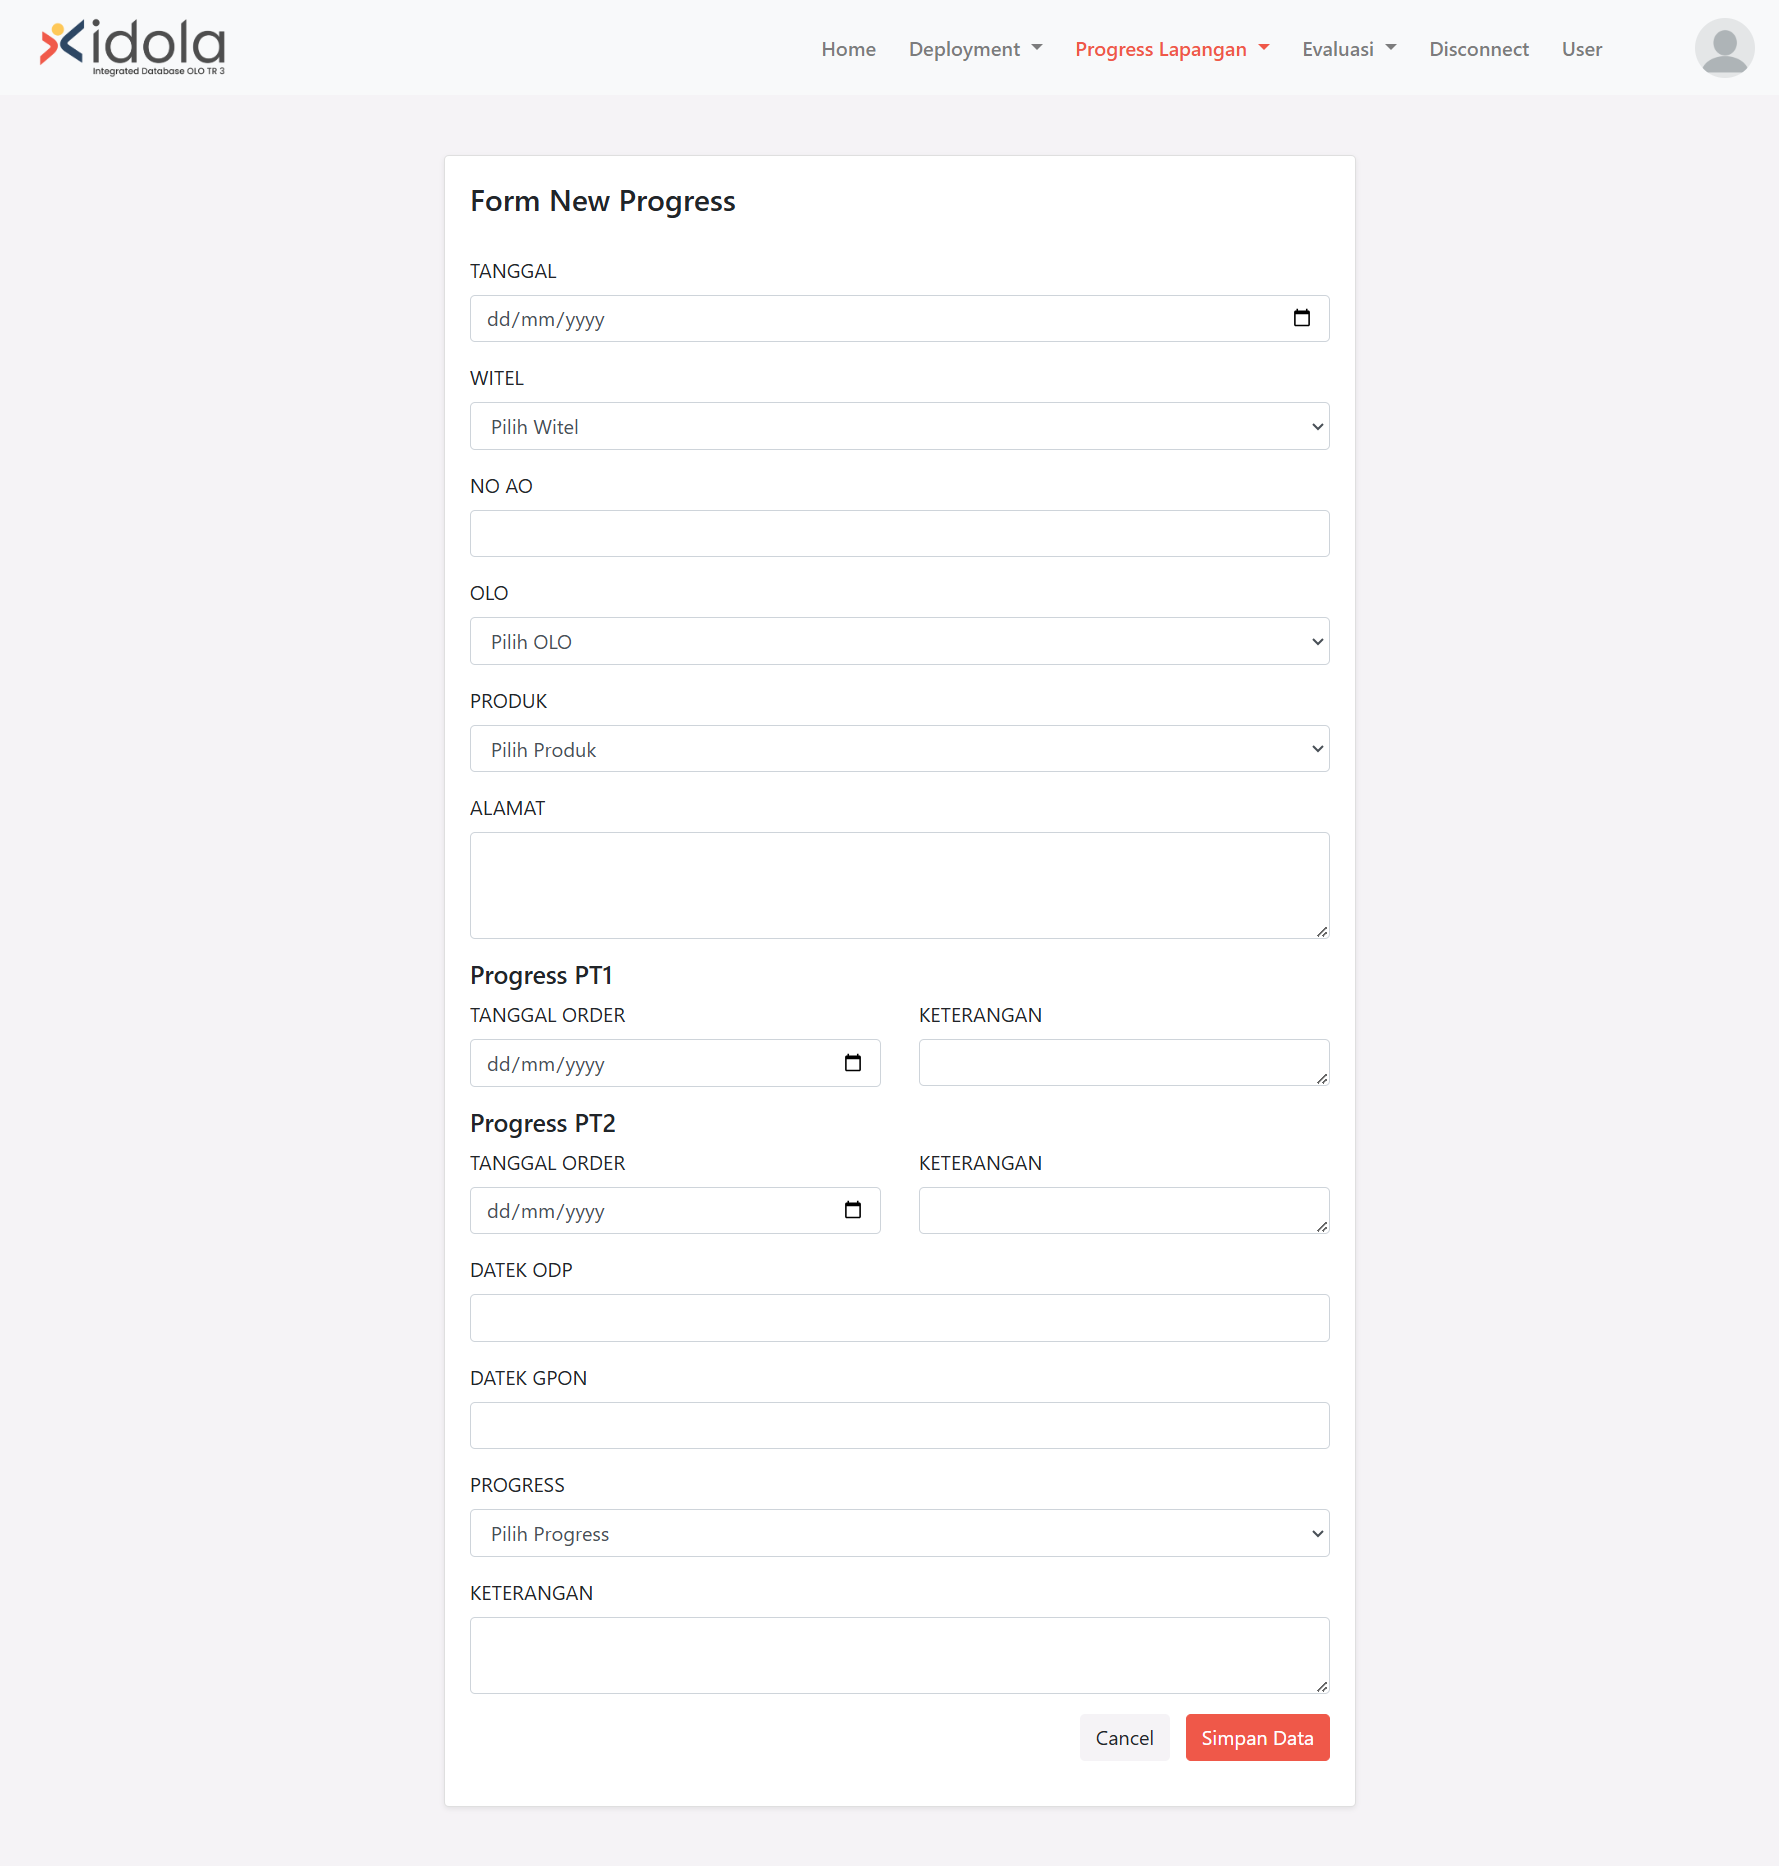 idola
Integrated Database OLO TR 3
Home Deployment Progress Lapangan Evaluasi Disconnect User
Form New Progress
TANGGAL
dd/mm/yyyy
WITEL
Pilih Witel
NO AO
OLO
Pilih OLO
PRODUK
Pilih Produk
ALAMAT
Progress PT1
TANGGAL ORDER KETERANGAN
dd/mm/yyyy
Progress PT2
TANGGAL ORDER KETERANGAN
dd/mm/yyyy
DATEK ODP
DATEK GPON
PROGRESS
Pilih Progress
KETERANGAN
Cancel Simpan Data